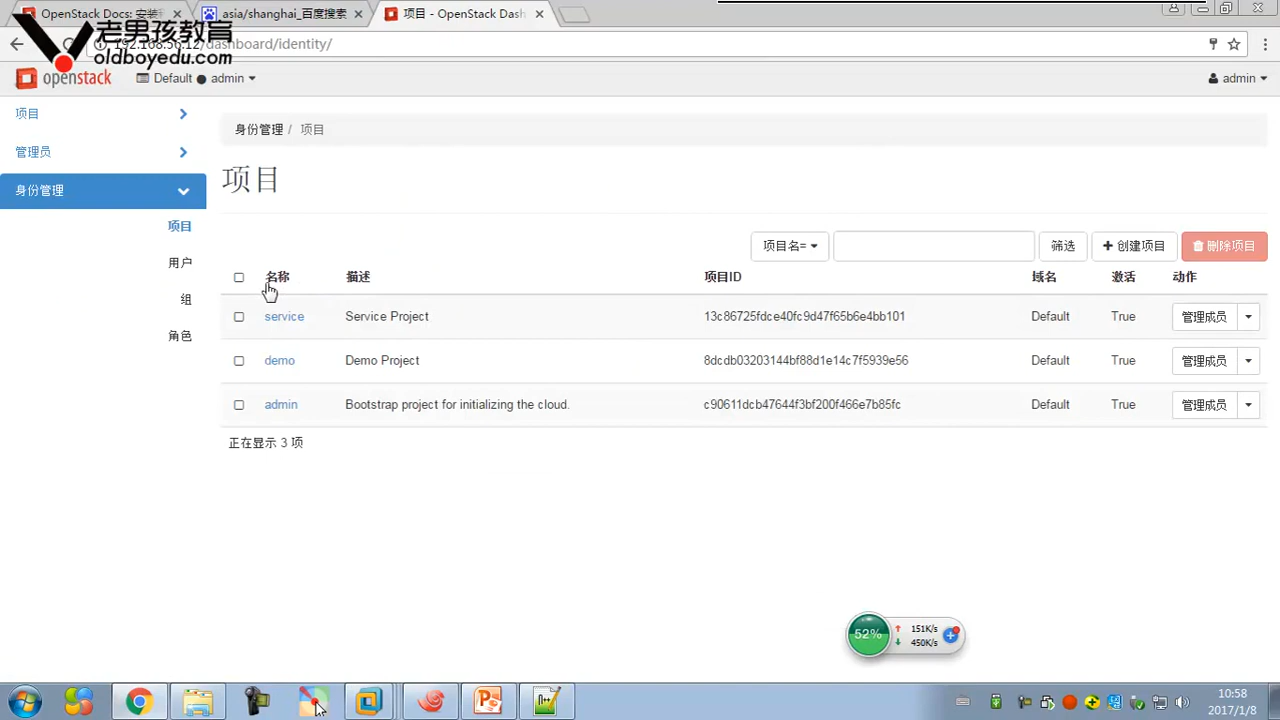 OpenStack Docs: 安装
asia/shanghai_百度搜索
项目 - OpenStack Das
老男孩教育
oldboyedu.com
192.168.56.12/dashboard/identity/
openstack
Default ● admin
admin
项目
管理员
身份管理
项目
用户
组
角色
身份管理 / 项目
项目
项目名=
筛选
创建项目
删除项目
名称 描述 项目ID 域名 激活 动作
service Service Project 13c86725fdce40fc9d47f65b6e4bb101 Default True 管理成员
demo Demo Project 8dcdb03203144bf88d1e14c7f5939e56 Default True 管理成员
admin Bootstrap project for initializing the cloud. c90611dcb47644f3bf200f466e7b85fc Default True 管理成员
正在显示 3 项
52%
151K/s
450K/s
10:58
2017/1/8